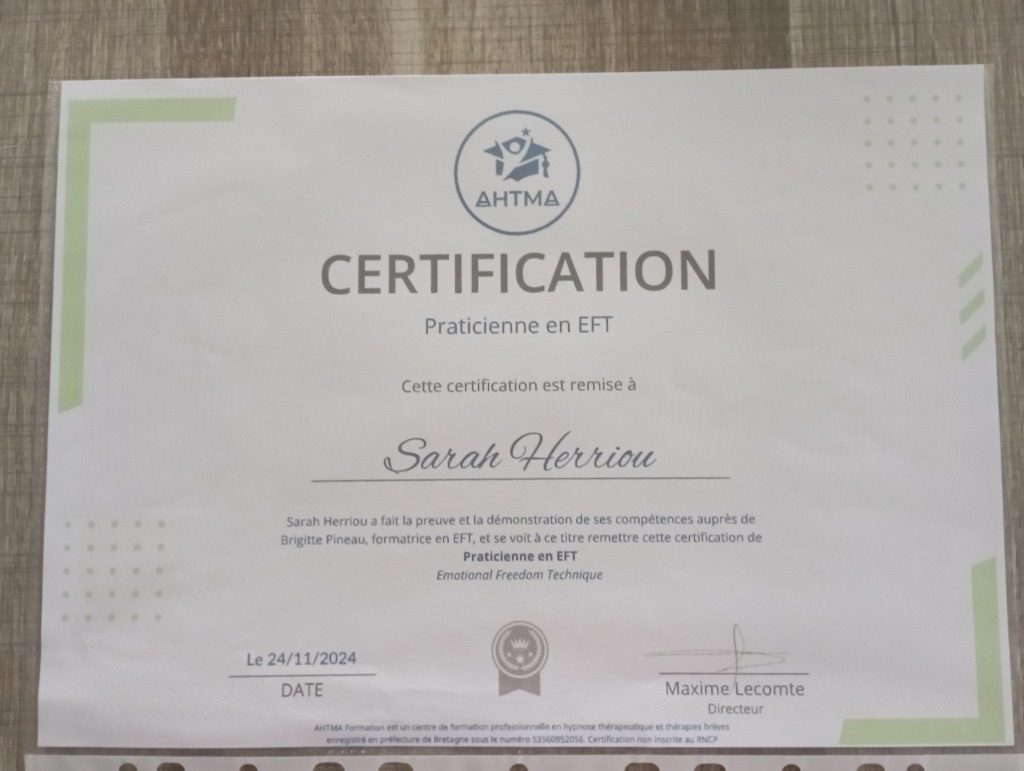 AHTMA
CERTIFICATION
Praticienne en EFT
Cette certification est remise à
Sarah Herriou
Sarah Herriou a fait la preuve et la démonstration de ses compétences auprès de
Brigitte Pineau, formatrice en EFT, et se voit à ce titre remettre cette certification de
Praticienne en EFT
Emotional Freedom Technique
Le 24/11/2024
DATE
Maxime Lecomte
Directeur
AHTMA Formation est un centre de formation professionnelle en hypnose thérapeutique et thérapies brèves
enregistré en préfecture de Bretagne sous le numéro 53560952056. Certification non inscrite au RNCP